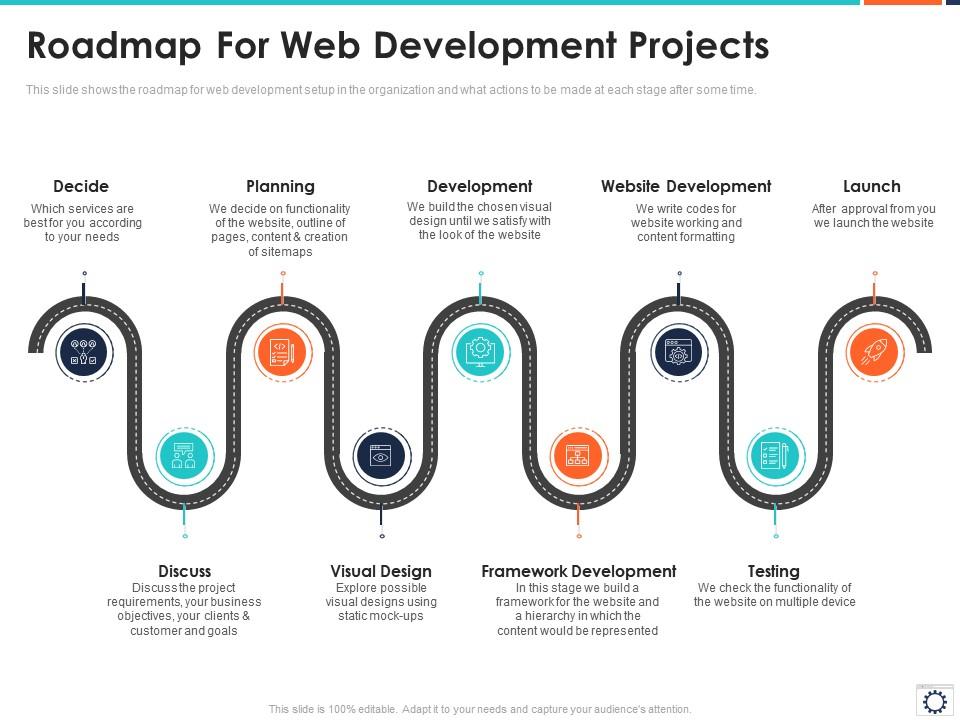 Roadmap For Web Development Projects
This slide shows the roadmap for web development setup in the organization and what actions to be made at each stage after some time.
Decide
Which services are
best for you according
to your needs
Planning
We decide on functionality
of the website, outline of
pages, content & creation
of sitemaps
Development
We build the chosen visual
design until we satisfy with
the look of the website
Website Development
We write codes for
website working and
content formatting
Launch
After approval from you
we launch the website
Discuss
Discuss the project
requirements, your business
objectives, your clients &
customer and goals
Visual Design
Explore possible
visual designs using
static mock-ups
Framework Development
In this stage we build a
framework for the website and
a hierarchy in which the
content would be represented
Testing
We check the functionality of
the website on multiple device
This slide is 100% editable. Adapt it to your needs and capture your audience's attention.